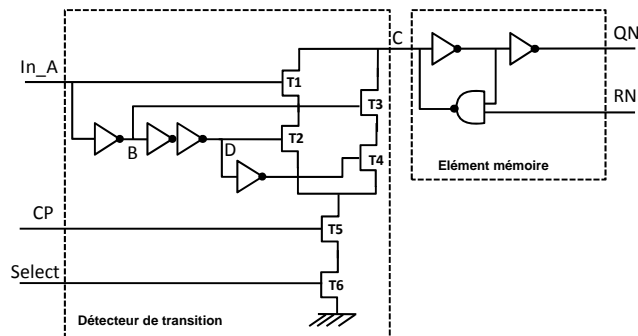 C
QN
In_A
T1
T3
RN
B
D
T2
T4
Elément mémoire
CP
T5
Select
T6
Détecteur de transition